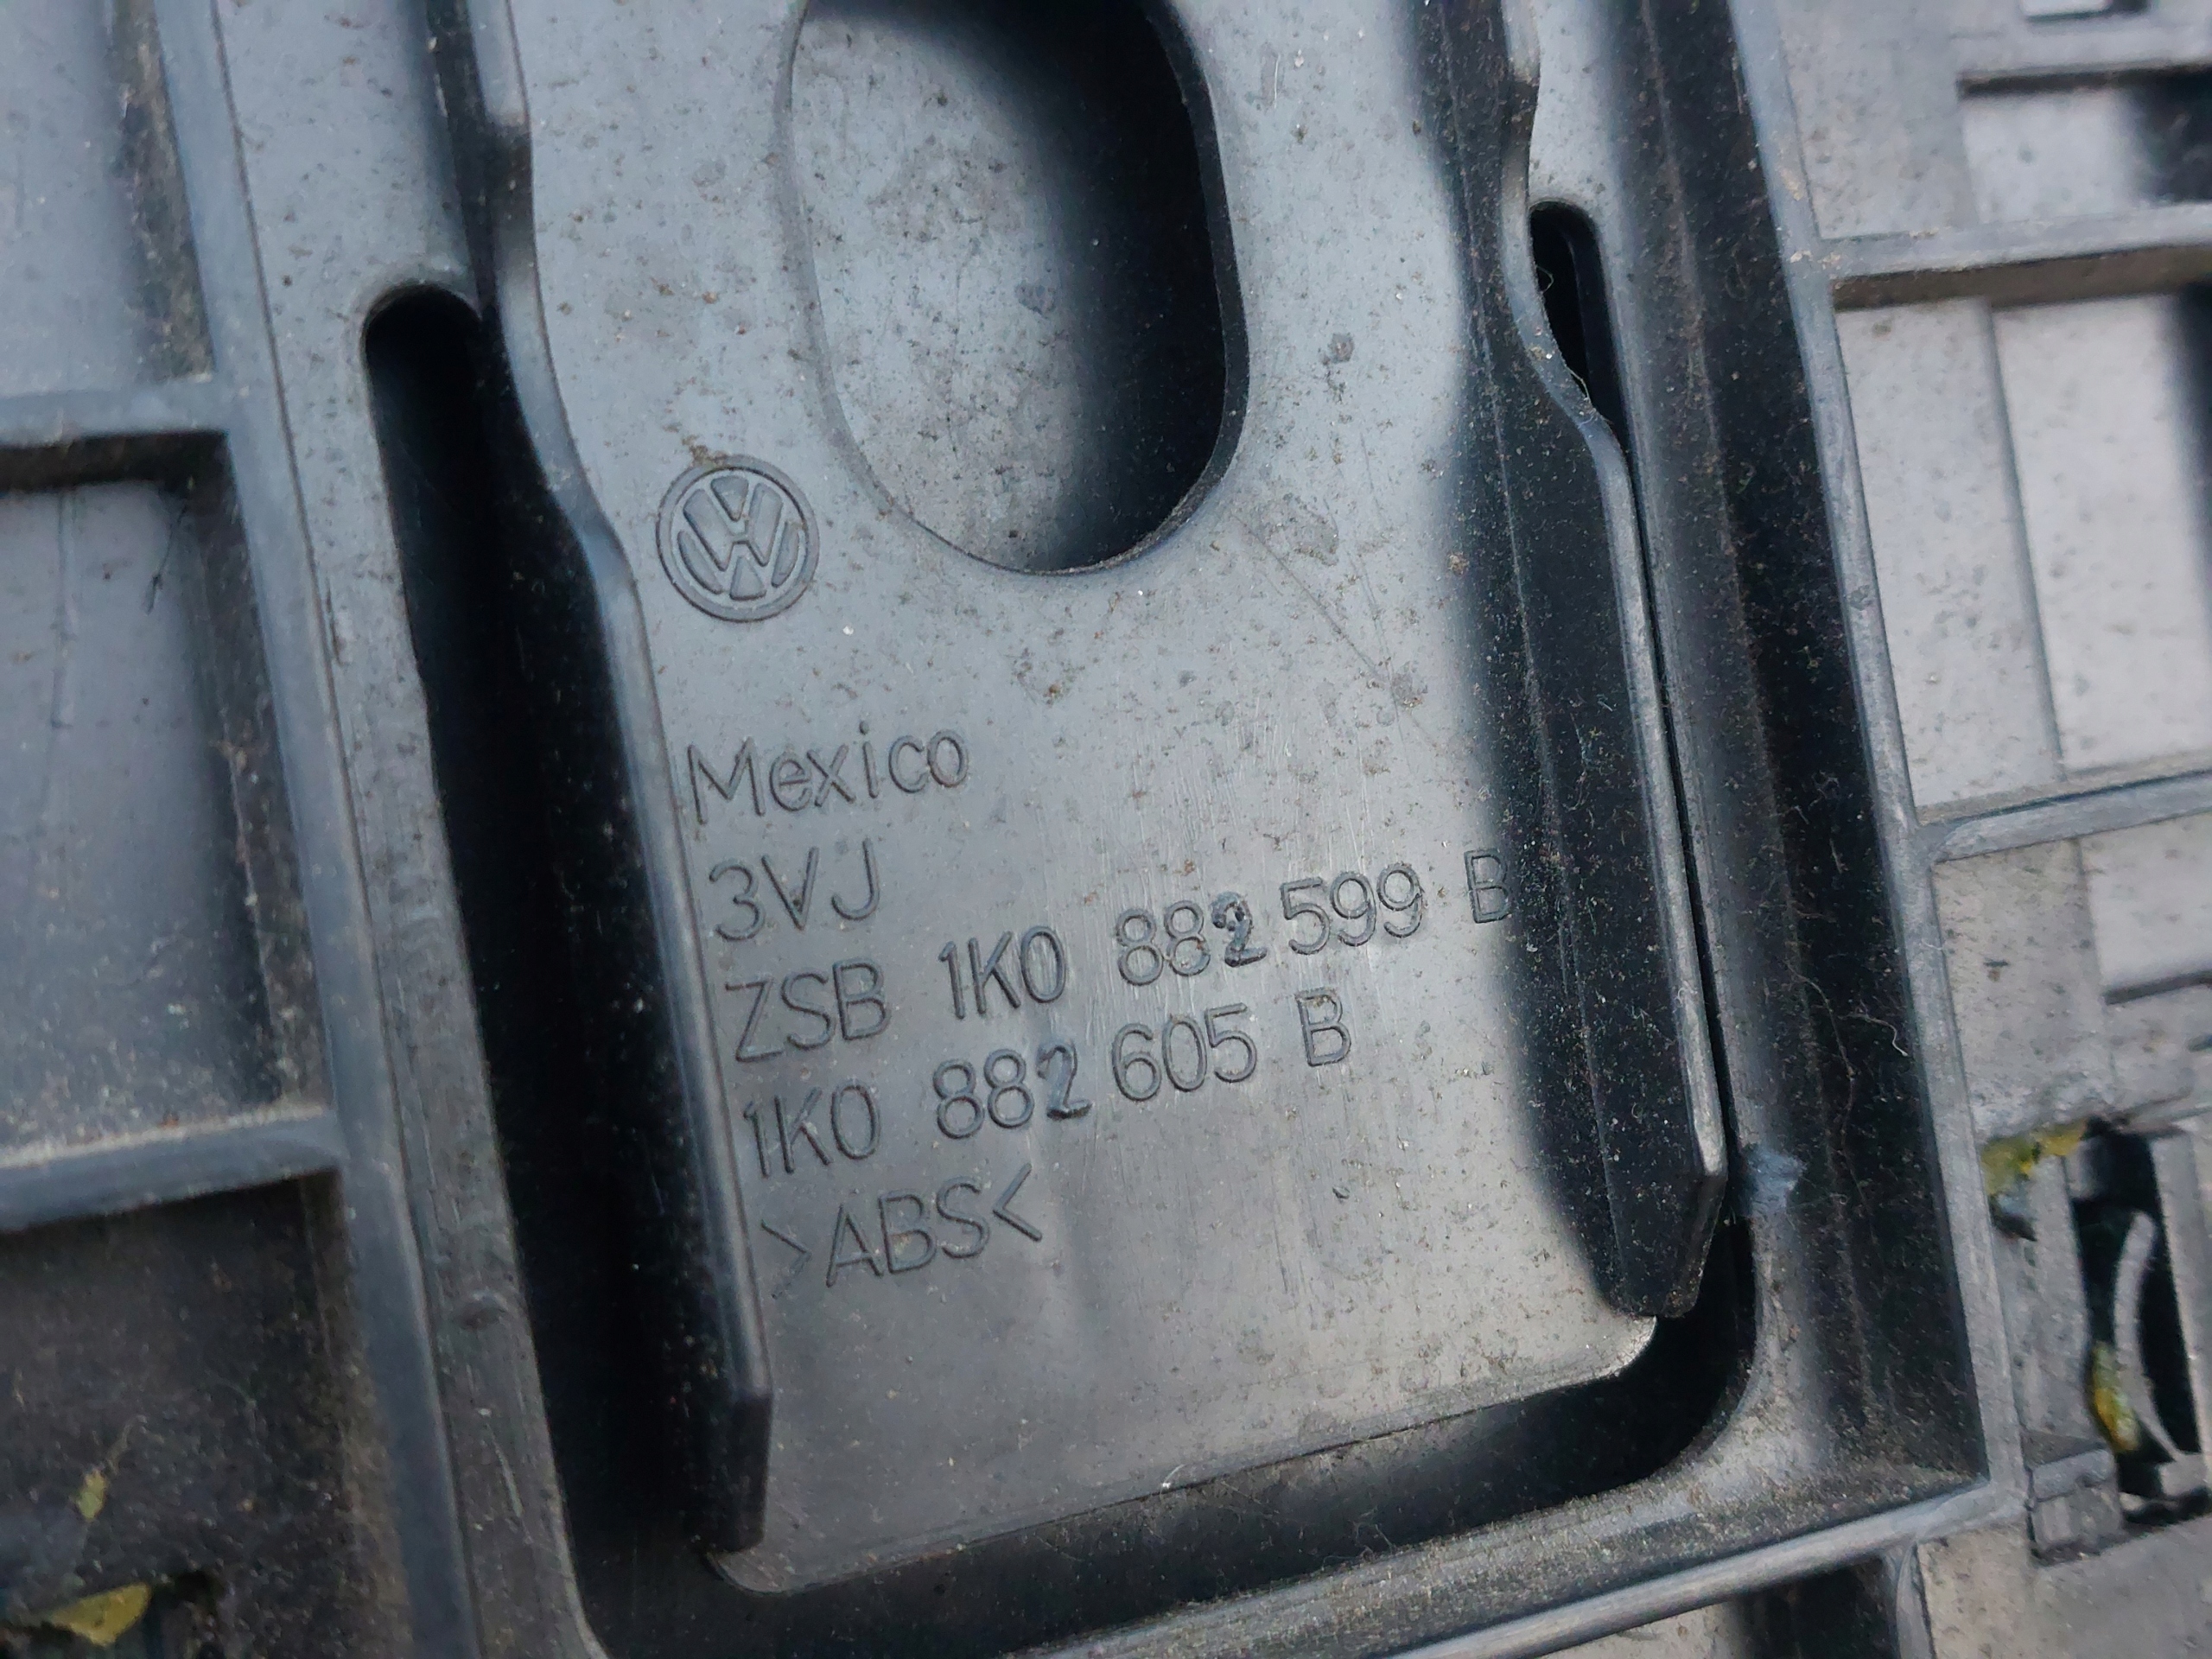 Mexico
3VJ
ZSB 1K0 882 599 B
1K0 882 605 B
>ABS<